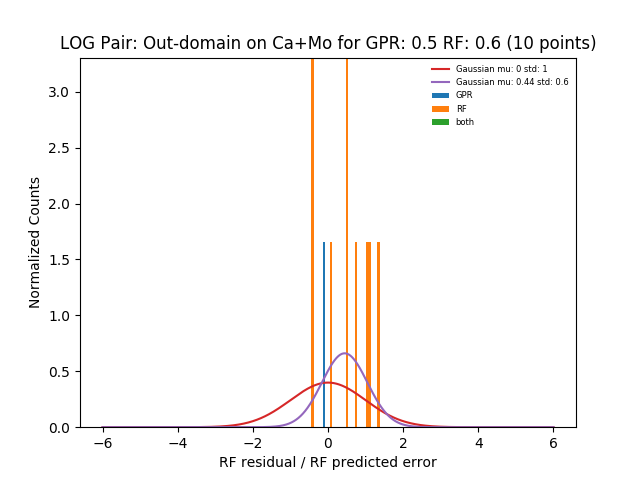 LOG Pair: Out-domain on Ca+Mo for GPR: 0.5 RF: 0.6 (10 points)
Gaussian mu: 0 std: 1
Gaussian mu: 0.44 std: 0.6
GPR
RF
both
Normalized Counts
3.0
2.5
2.0
1.5
1.0
0.5
0.0
−6 −4 −2 0 2 4 6
RF residual / RF predicted error